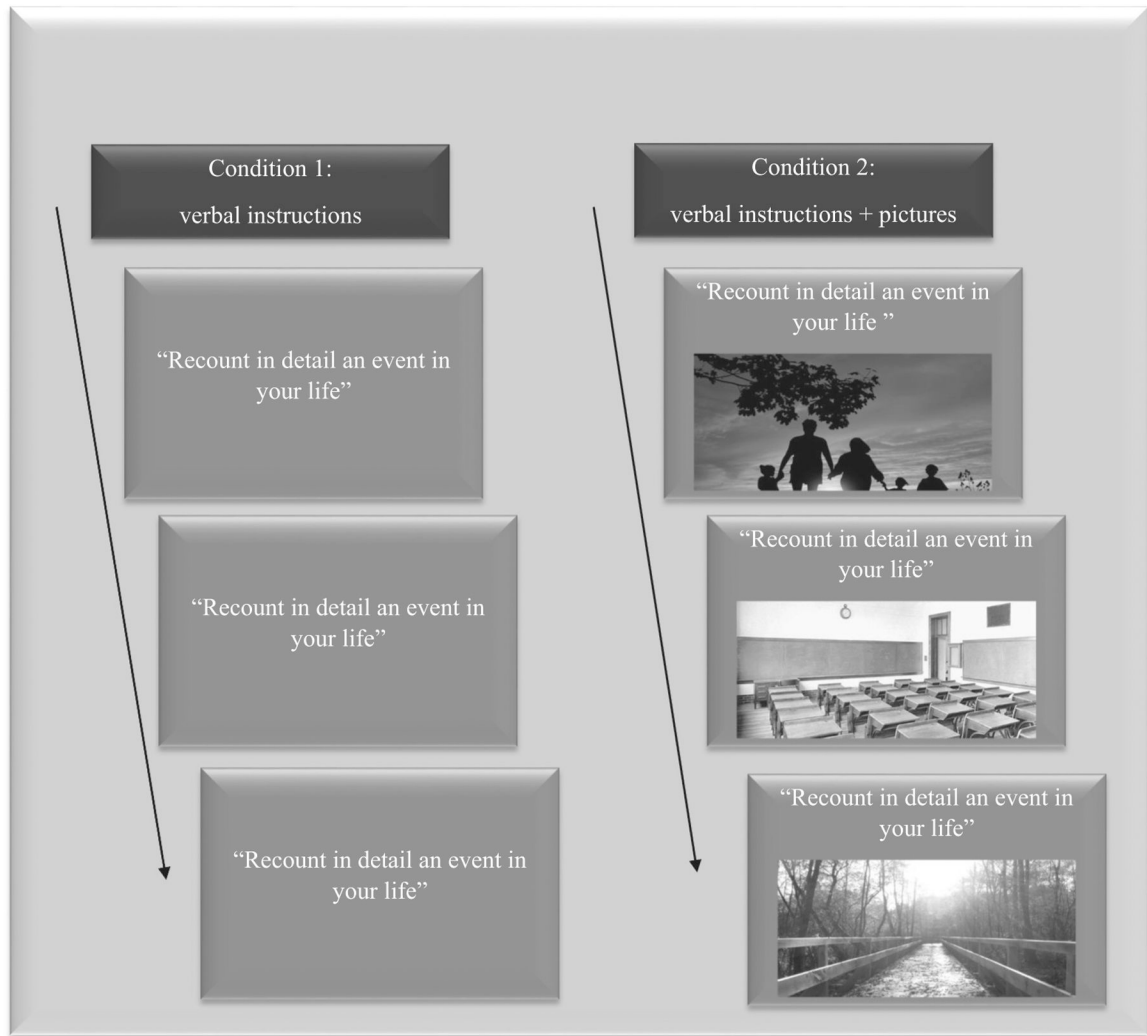 Condition 1:
verbal instructions
“Recount in detail an event in
your life”
“Recount in detail an event in
your life”
“Recount in detail an event in
your life”
Condition 2:
verbal instructions + pictures
“Recount in detail an event in
your life ”
“Recount in detail an event in
your life”
“Recount in detail an event in
your life”